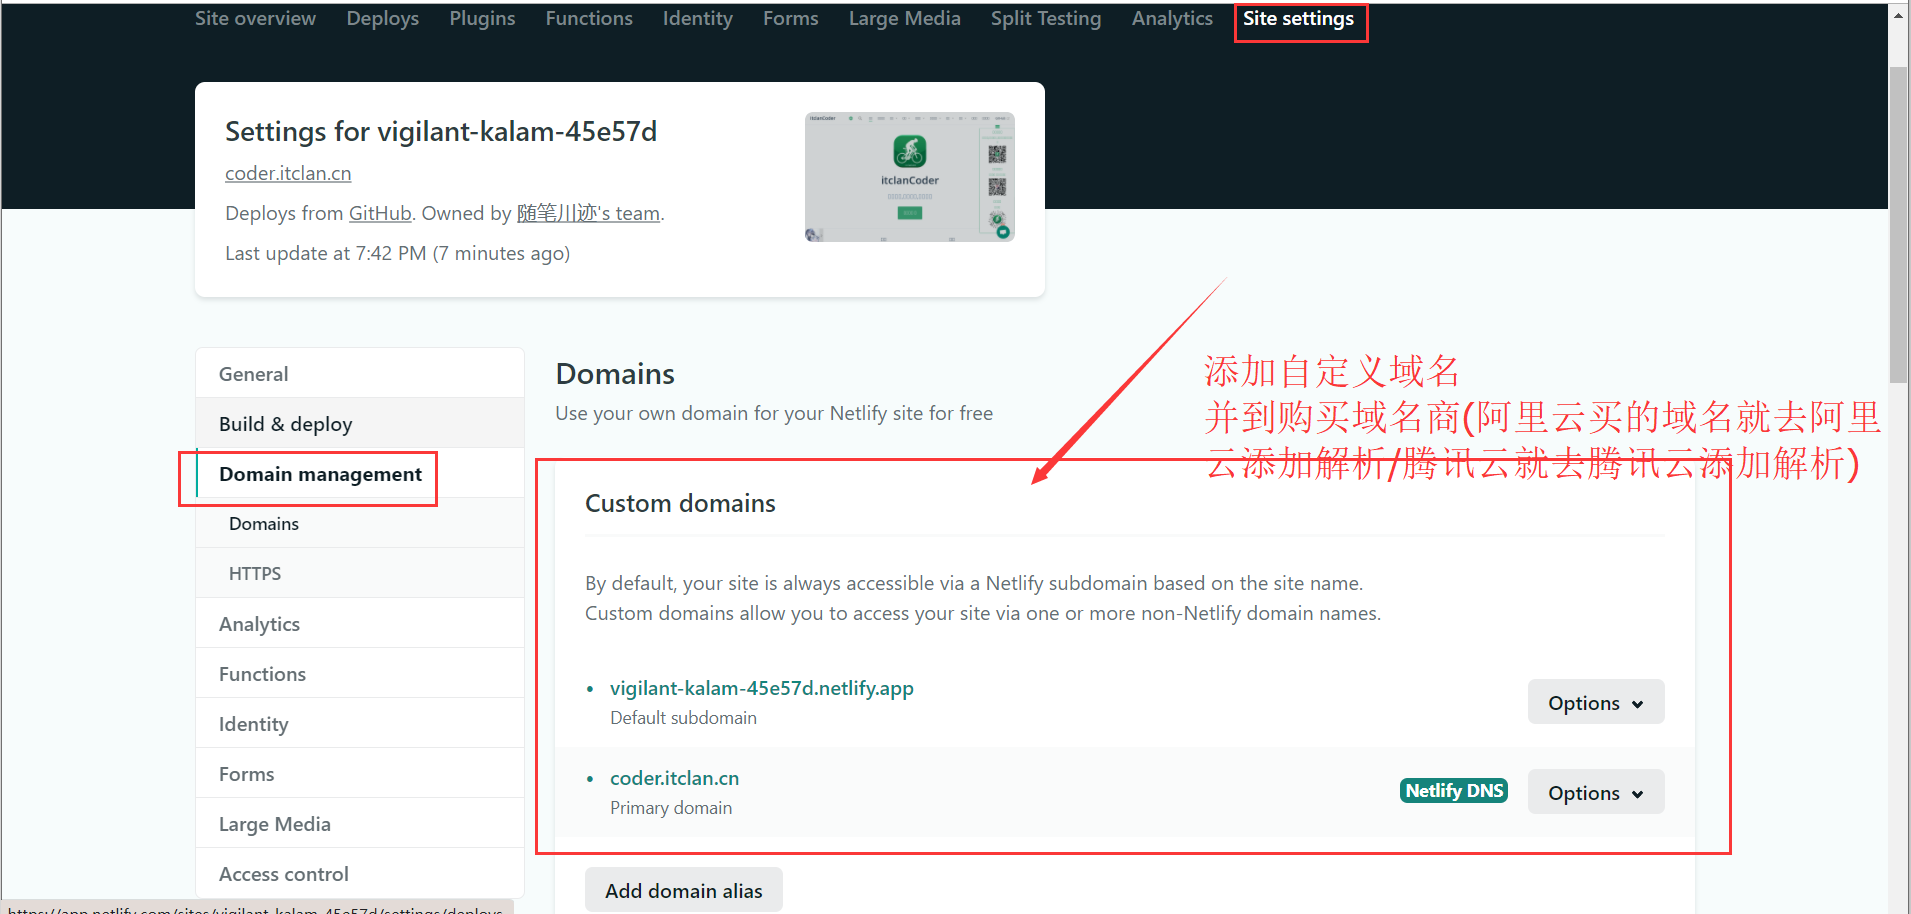 Site overview Deploys Plugins Functions Identity Forms Large Media Split Testing Analytics Site settings
Settings for vigilant-kalam-45e57d
coder.itclan.cn
Deploys from GitHub. Owned by 随笔川迹's team.
Last update at 7:42 PM (7 minutes ago)
itclanCoder
itclanCoder
General
Build & deploy
Domain management
Domains
HTTPS
Analytics
Functions
Identity
Forms
Large Media
Access control
Domains
Use your own domain for your Netlify site for free
添加自定义域名
并到购买域名商(阿里云买的域名就去阿里
云添加解析/腾讯云就去腾讯云添加解析)
Custom domains
By default, your site is always accessible via a Netlify subdomain based on the site name.
Custom domains allow you to access your site via one or more non-Netlify domain names.
vigilant-kalam-45e57d.netlify.app
Default subdomain
Options
coder.itclan.cn
Primary domain
Netlify DNS
Options
Add domain alias
https://app.netlify.com/sites/vigilant-kalam-45e57d/settings/deploys